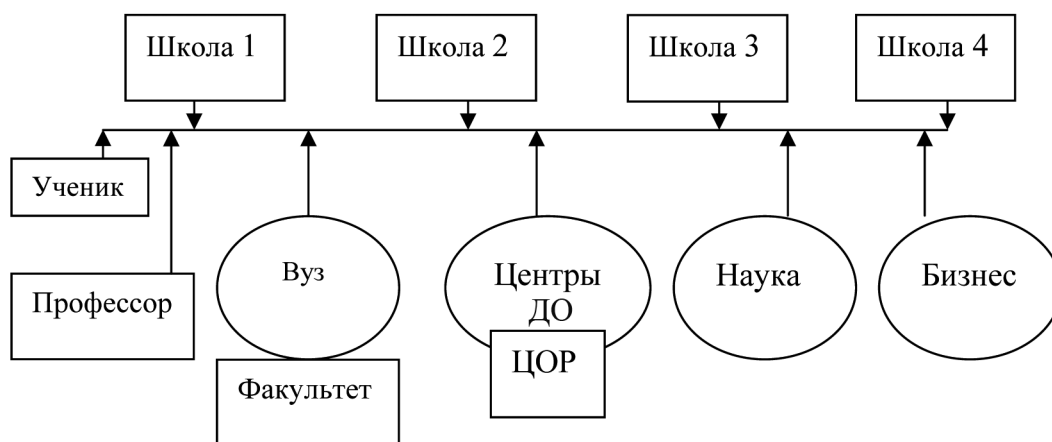 Школа 1
Школа 2
Школа 3
Школа 4
Ученик
Профессор
Вуз
Центры
ДО
Наука
Бизнес
ЦОР
Факультет